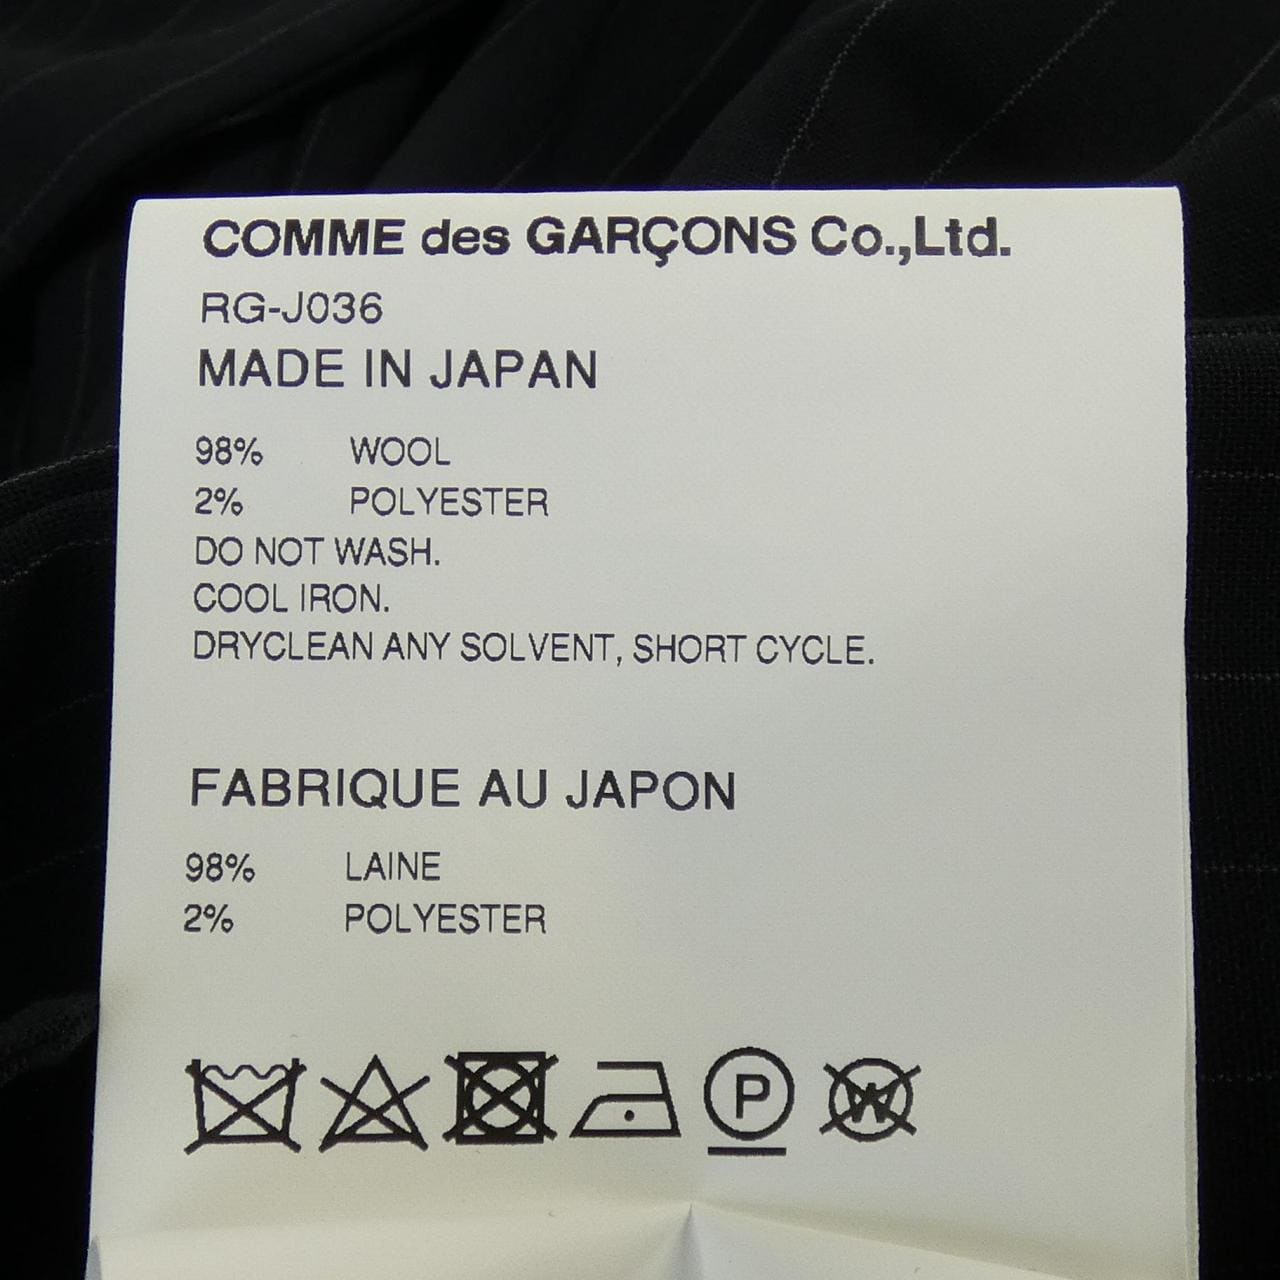 COMME des GARÇONS Co.,Ltd.
RG-J036
MADE IN JAPAN
98% WOOL
2% POLYESTER
DO NOT WASH.
COOL IRON.
DRYCLEAN ANY SOLVENT, SHORT CYCLE.
FABRIQUE AU JAPON
98% LAINE
2% POLYESTER
P W